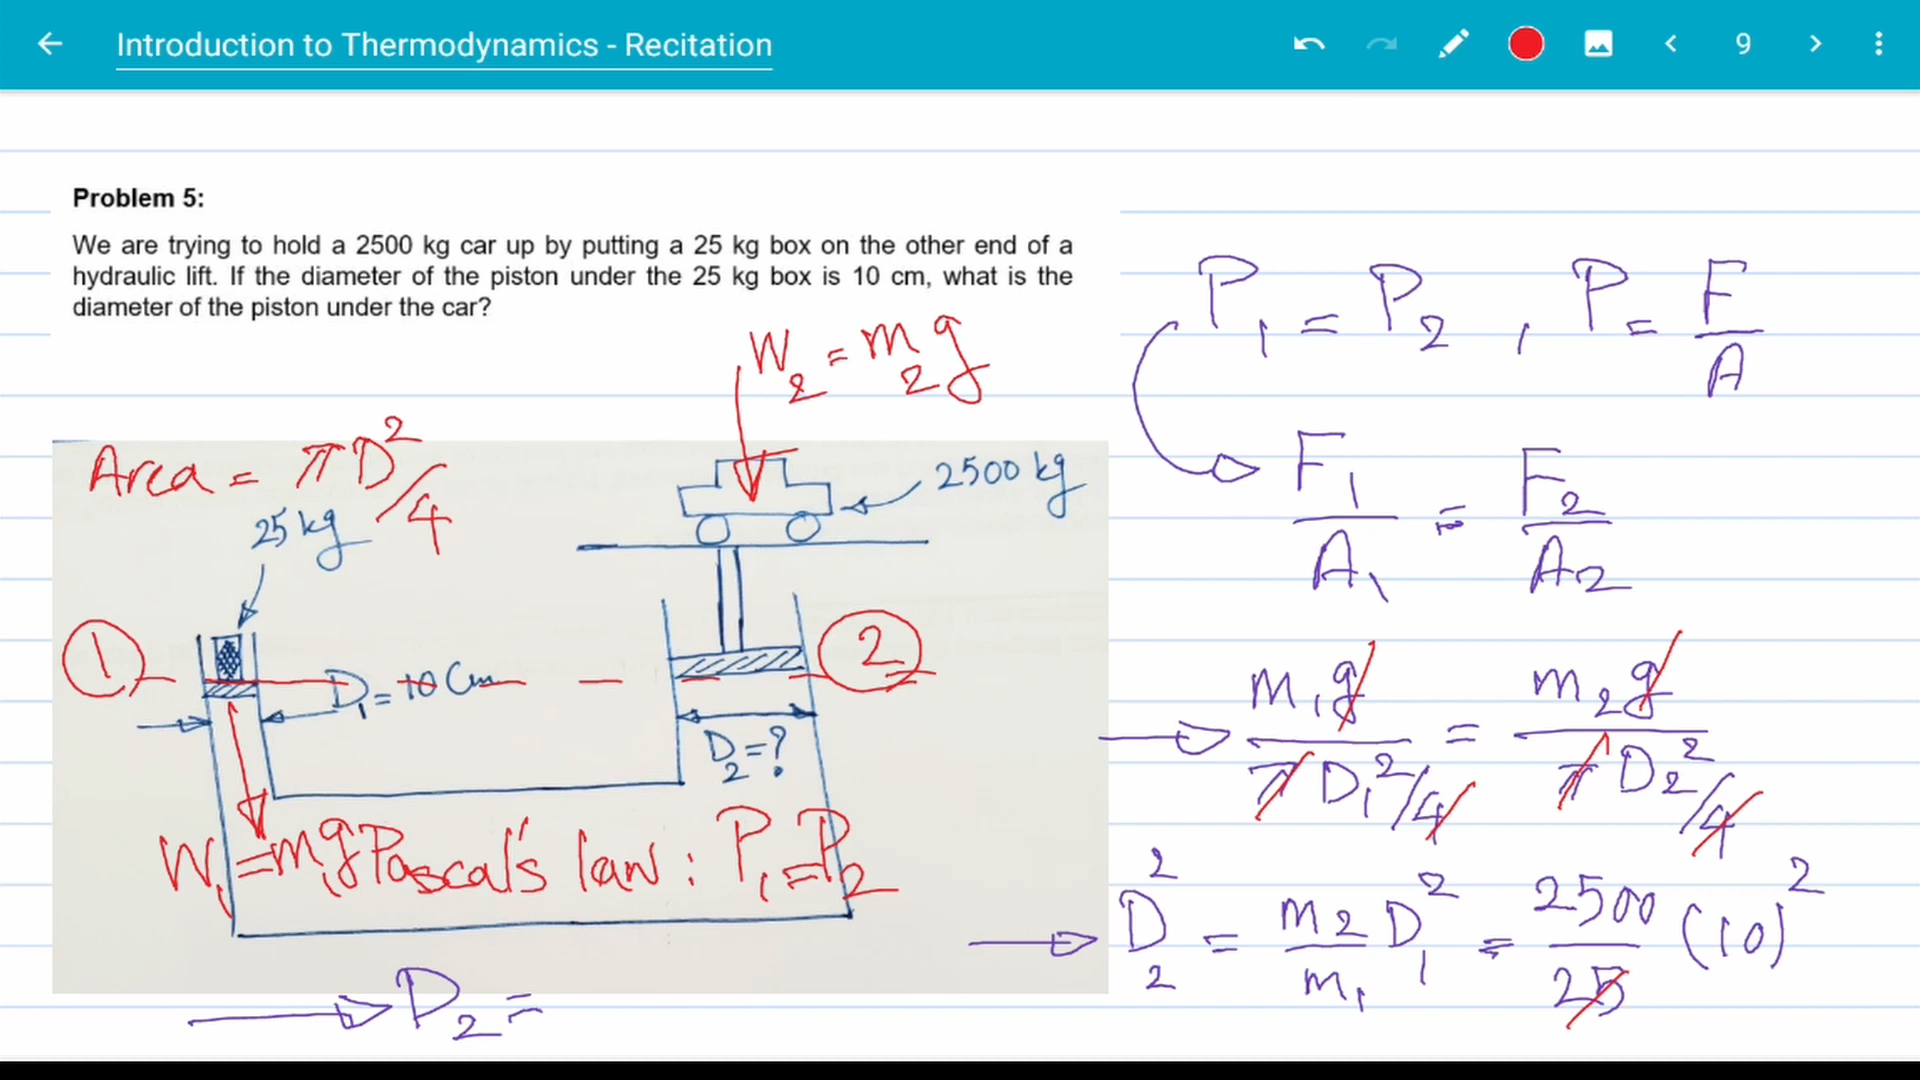 Introduction to Thermodynamics - Recitation
9
Problem 5:
We are trying to hold a 2500 kg car up by putting a 25 kg box on the other end of a
hydraulic lift. If the diameter of the piston under the 25 kg box is 10 cm, what is the
diameter of the piston under the car?
W₂ = m₂g
Area = πD²/4
25 kg
2500 kg
1
2
D₁ = 10 Cm
D₂ = ?
W₁ = m₁g
Pascal's law : P₁ = P₂
P₁ = P₂ , P = F/A
F₁/A₁ = F₂/A₂
m₁g/(πD₁²/4) = m₂g/(πD₂²/4)
D₂² = m₂/m₁ D₁² = 2500/25 (10)²
D₂ =